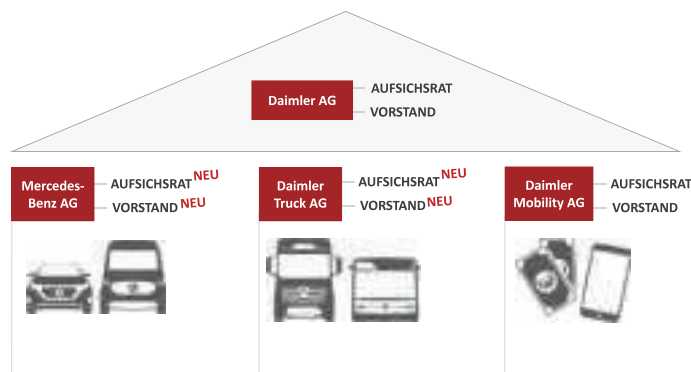 Daimler AG
AUFSICHSRAT
VORSTAND
Mercedes-
Benz AG
AUFSICHSRAT NEU
VORSTAND NEU
Daimler
Truck AG
AUFSICHSRAT NEU
VORSTAND NEU
Daimler
Mobility AG
AUFSICHSRAT
VORSTAND